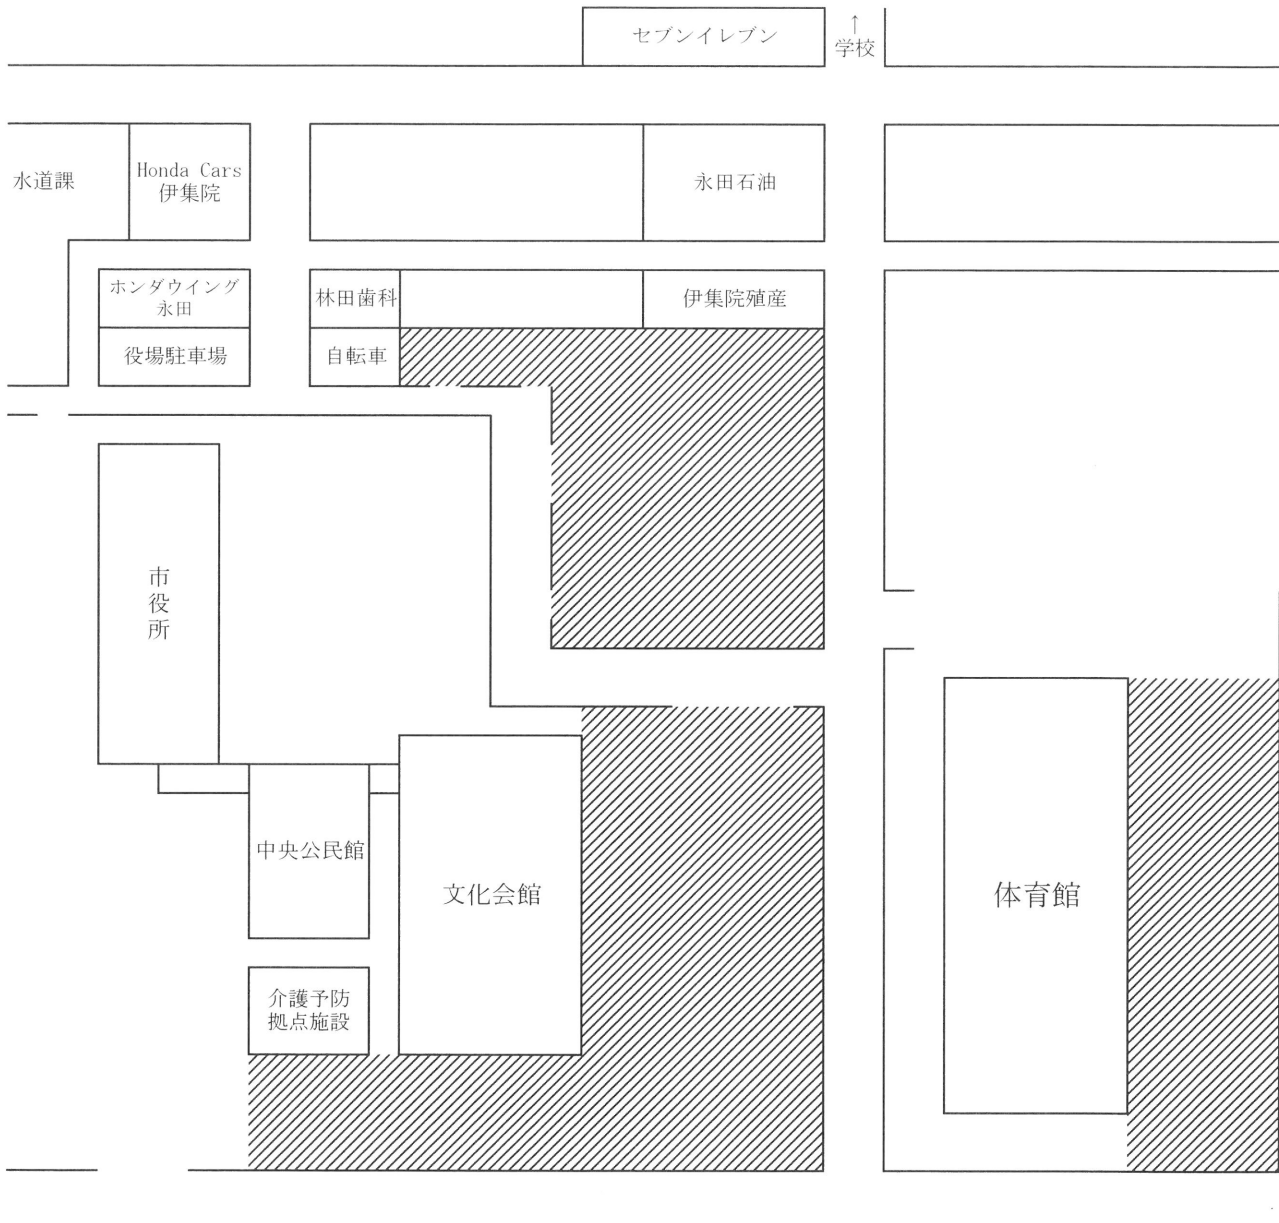 セブンイレブン
↑
学校
水道課
Honda Cars
伊集院
永田石油
ホンダウイング
永田
林田歯科
伊集院殖産
役場駐車場
自転車
市役所
中央公民館
文化会館
体育館
介護予防
拠点施設